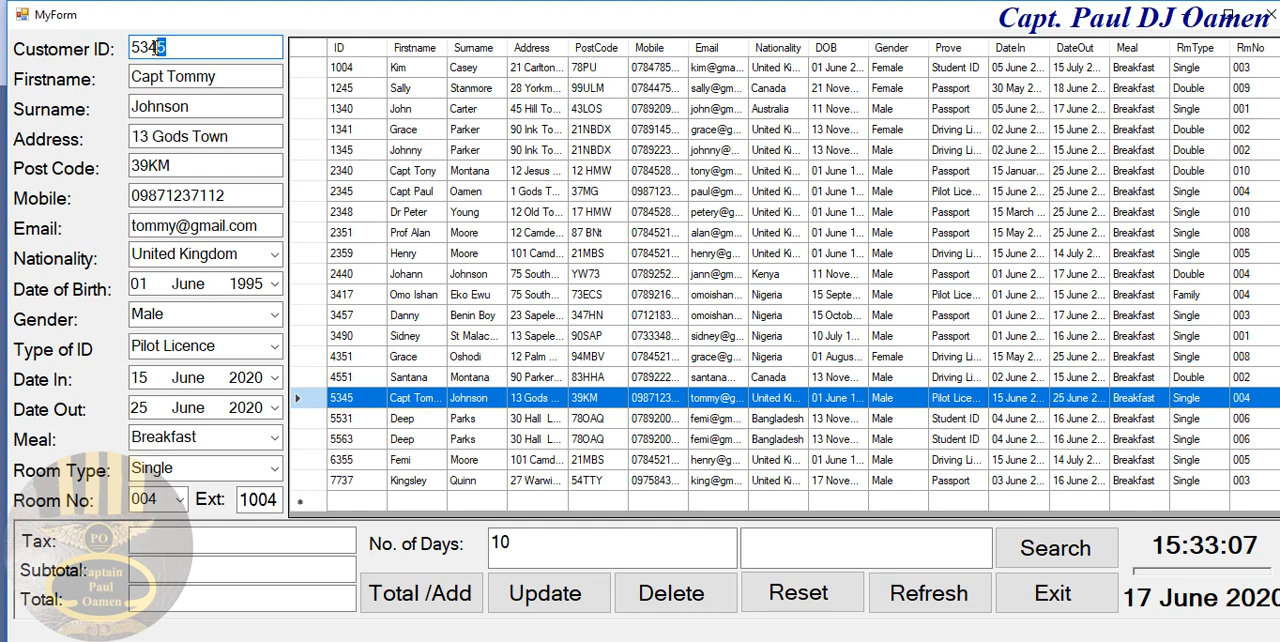 MyForm
Capt. Paul DJ Oamen
Customer ID: 5345
Firstname: Capt Tommy
Surname: Johnson
Address: 13 Gods Town
Post Code: 39KM
Mobile: 09871237112
Email: tommy@gmail.com
Nationality: United Kingdom
Date of Birth: 01 June 1995
Gender: Male
Type of ID Pilot Licence
Date In: 15 June 2020
Date Out: 25 June 2020
Meal: Breakfast
Room Type: Single
Room No: 004 Ext: 1004
ID Firstname Surname Address PostCode Mobile Email Nationality DOB Gender Prove DateIn DateOut Meal RmType RmNo
1004 Kim Casey 21 Carlton... 78PU 0784785... kim@gma... United Ki... 01 June 2... Female Student ID 05 June 2... 15 July 2... Breakfast Single 003
1245 Sally Stanmore 28 Yorkm... 99ULM 0784475... sally@gm... Canada 21 Nove... Female Passport 30 May 2... 18 June 2... Breakfast Double 009
1340 John Carter 45 Hill To... 43LOS 0789209... john@gm... Australia 11 Nove... Male Passport 05 June 2... 17 June 2... Breakfast Single 001
1341 Grace Parker 90 Ink To... 21NBDX 0789145... grace@g... United Ki... 13 Nove... Female Driving Li... 02 June 2... 15 June 2... Breakfast Double 002
1345 Johnny Parker 90 Ink To... 21NBDX 0789223... johnny@... United Ki... 13 Nove... Male Driving Li... 02 June 2... 15 June 2... Breakfast Double 002
2340 Capt Tony Montana 12 Jesus ... 12 HMW 0784528... tony@gm... United Ki... 01 June 1... Male Passport 15 Januar... 25 June 2... Breakfast Double 010
2345 Capt Paul Oamen 1 Gods T... 37MG 0987123... paul@gm... United Ki... 01 June 1... Male Pilot Lice... 15 June 2... 25 June 2... Breakfast Single 004
2348 Dr Peter Young 12 Old To... 17 HMW 0784528... petery@g... United Ki... 01 June 1... Male Passport 15 March ... 25 June 2... Breakfast Single 010
2351 Prof Alan Moore 12 Camde... 87 BNt 0784521... alan@gm... United Ki... 01 June 1... Male Passport 15 May 2... 25 June 2... Breakfast Single 008
2359 Henry Moore 101 Camd... 21MBS 0784521... henry@g... United Ki... 01 June 1... Male Driving Li... 15 June 2... 14 July 2... Breakfast Single 005
2440 Johann Johnson 75 South... YW73 0789252... jann@gm... Kenya 11 Nove... Male Passport 01 June 2... 17 June 2... Breakfast Double 004
3417 Omo Ishan Eko Ewu 75 South... 73ECS 0789216... omoishan... Nigeria 15 Septe... Male Pilot Lice... 01 June 2... 15 June 2... Breakfast Family 004
3457 Danny Benin Boy 23 Sapele... 347HN 0712183... omoishan... Nigeria 15 Octob... Male Driving Li... 01 June 2... 15 June 2... Breakfast Single 003
3490 Sidney St Malac... 13 Sapele... 90SAP 0733348... sidney@g... Nigeria 10 July 1... Male Passport 01 June 2... 15 June 2... Breakfast Single 001
4351 Grace Oshodi 12 Palm ... 94MBV 0784521... grace@g... Nigeria 01 Augus... Female Driving Li... 15 May 2... 25 June 2... Breakfast Single 008
4551 Santana Montana 90 Parker... 83HHA 0789222... santana... Canada 13 Nove... Male Driving Li... 02 June 2... 15 June 2... Breakfast Double 002
5345 Capt Tom... Johnson 13 Gods ... 39KM 0987123... tommy@g... United Ki... 01 June 1... Male Pilot Lice... 15 June 2... 25 June 2... Breakfast Single 004
5531 Deep Parks 30 Hall L... 78OAQ 0789200... femi@gm... Bangladesh 13 Nove... Male Student ID 04 June 2... 16 June 2... Breakfast Single 006
5563 Deep Parks 30 Hall L... 78OAQ 0789200... femi@gm... Bangladesh 13 Nove... Male Student ID 04 June 2... 16 June 2... Breakfast Single 006
6355 Femi Moore 101 Camd... 21MBS 0784521... henry@g... United Ki... 01 June 1... Male Driving Li... 15 June 2... 14 July 2... Breakfast Single 005
7737 Kingsley Quinn 27 Warwi... 54TTY 0975843... king@gm... United Ki... 17 Nove... Male Passport 03 June 2... 16 June 2... Breakfast Single 002
Tax:
Subtotal:
Total:
PO
Captain
Paul
Oamen
No. of Days: 10
Search
Total /Add Update Delete Reset Refresh Exit
15:33:07
17 June 2020